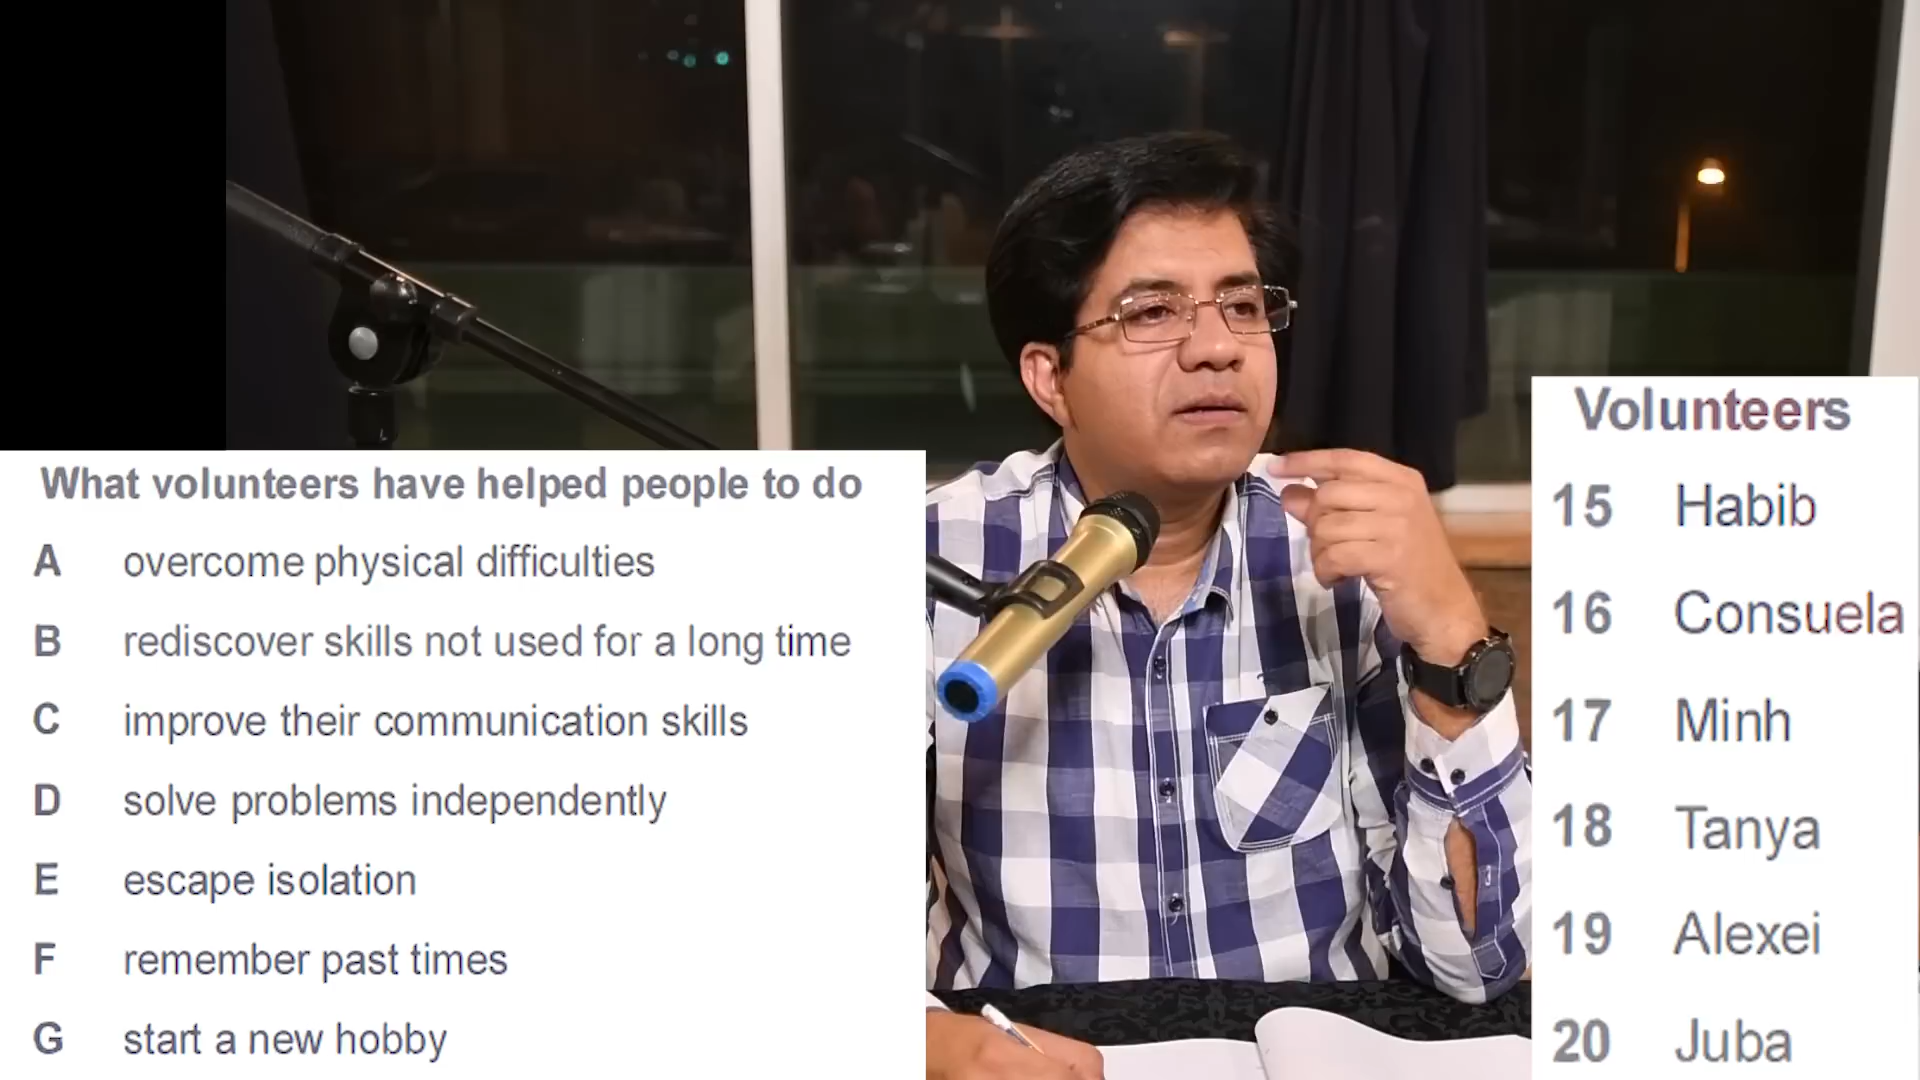 What volunteers have helped people to do
A overcome physical difficulties
B rediscover skills not used for a long time
C improve their communication skills
D solve problems independently
E escape isolation
F remember past times
G start a new hobby
Volunteers
15 Habib
16 Consuela
17 Minh
18 Tanya
19 Alexei
20 Juba